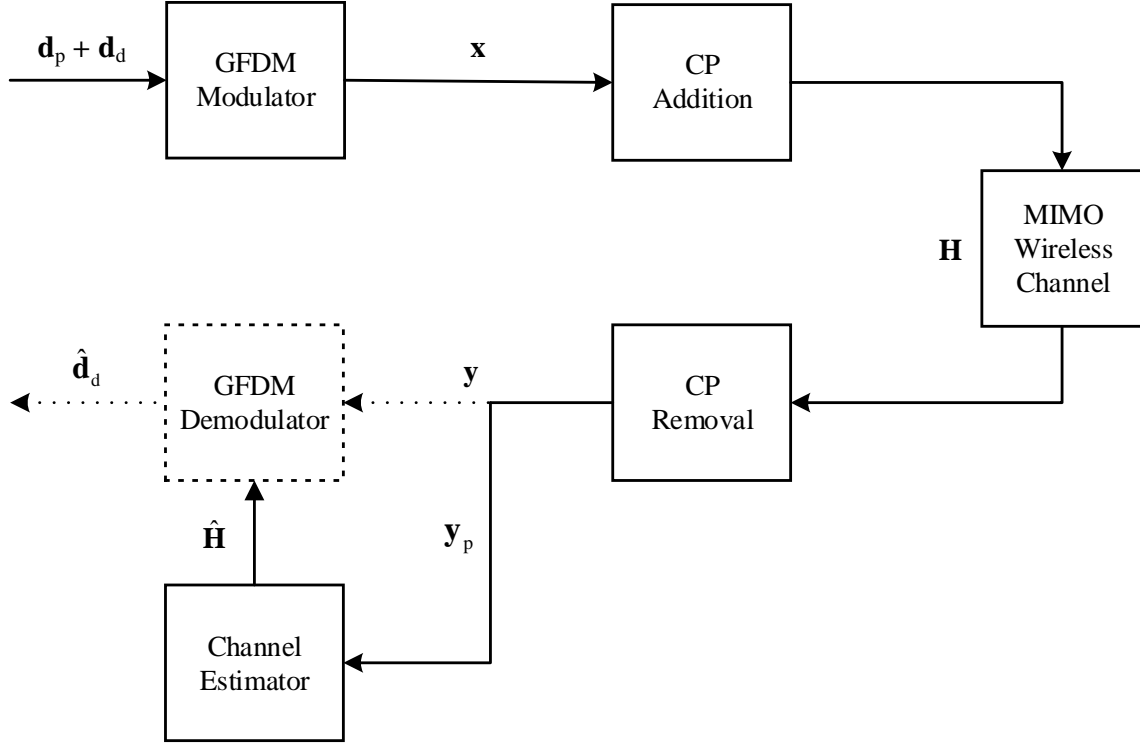 d_p + d_d
GFDM
Modulator
x
CP
Addition
MIMO
Wireless
Channel
H
CP
Removal
y
GFDM
Demodulator
d̂_d
y_p
Ĥ
Channel
Estimator